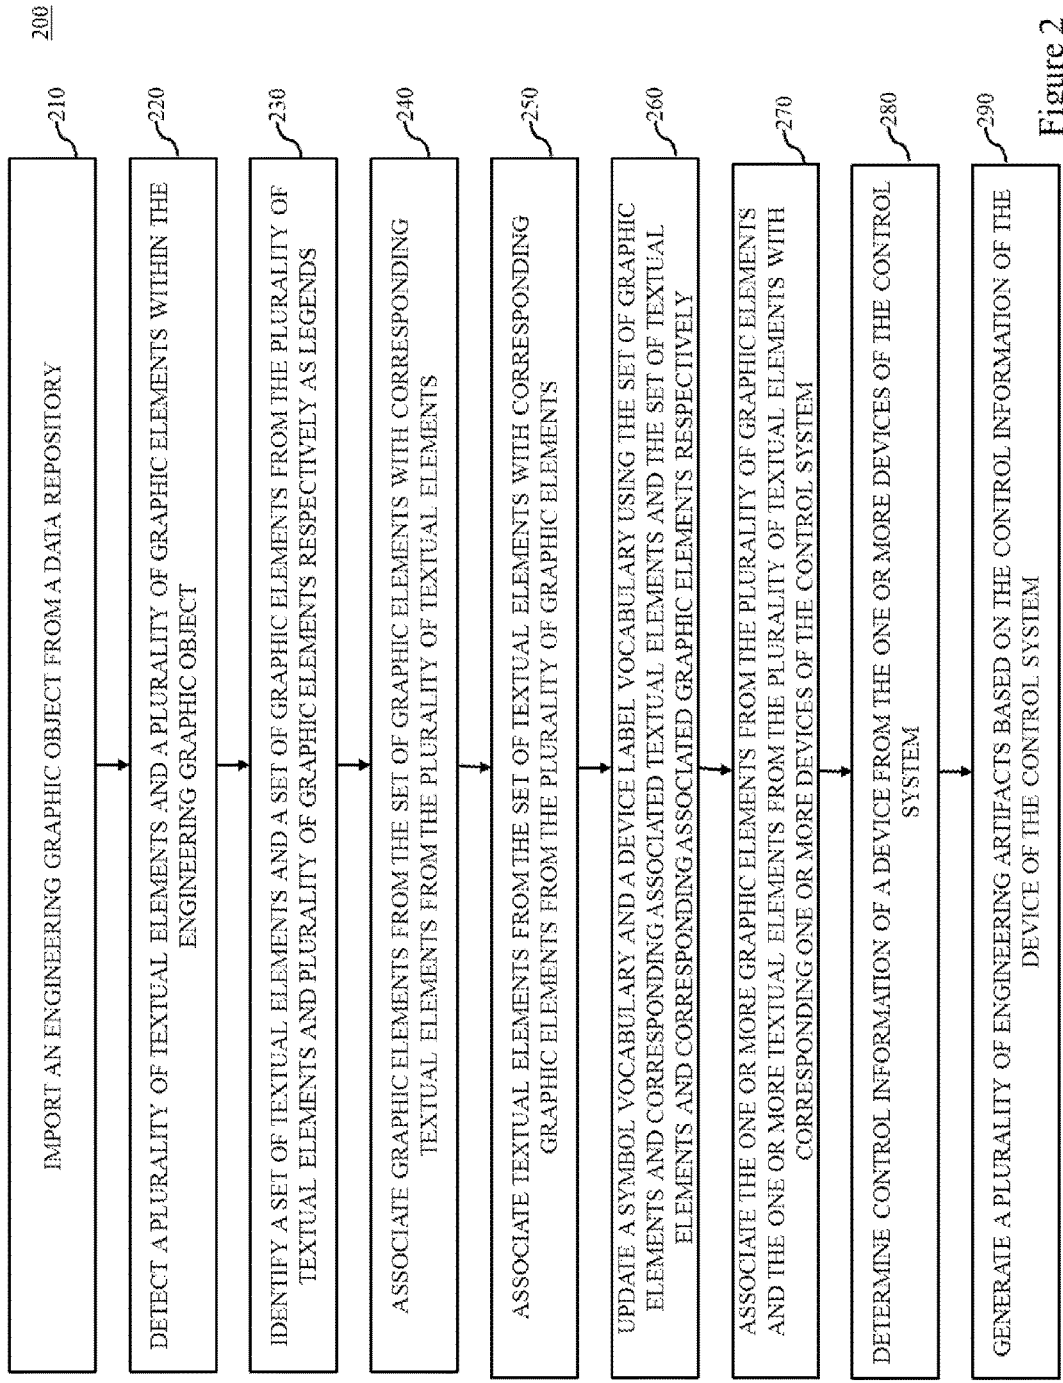 200
IMPORT AN ENGINEERING GRAPHIC OBJECT FROM A DATA REPOSITORY
210
DETECT A PLURALITY OF TEXTUAL ELEMENTS AND A PLURALITY OF GRAPHIC ELEMENTS WITHIN THE
ENGINEERING GRAPHIC OBJECT
220
IDENTIFY A SET OF TEXTUAL ELEMENTS AND A SET OF GRAPHIC ELEMENTS FROM THE PLURALITY OF
TEXTUAL ELEMENTS AND PLURALITY OF GRAPHIC ELEMENTS RESPECTIVELY AS LEGENDS
230
ASSOCIATE GRAPHIC ELEMENTS FROM THE SET OF GRAPHIC ELEMENTS WITH CORRESPONDING
TEXTUAL ELEMENTS FROM THE PLURALITY OF TEXTUAL ELEMENTS
240
ASSOCIATE TEXTUAL ELEMENTS FROM THE SET OF TEXTUAL ELEMENTS WITH CORRESPONDING
GRAPHIC ELEMENTS FROM THE PLURALITY OF GRAPHIC ELEMENTS
250
UPDATE A SYMBOL VOCABULARY AND A DEVICE LABEL VOCABULARY USING THE SET OF GRAPHIC
ELEMENTS AND CORRESPONDING ASSOCIATED TEXTUAL ELEMENTS AND THE SET OF TEXTUAL
ELEMENTS AND CORRESPONDING ASSOCIATED GRAPHIC ELEMENTS RESPECTIVELY
260
ASSOCIATE THE ONE OR MORE GRAPHIC ELEMENTS FROM THE PLURALITY OF GRAPHIC ELEMENTS
AND THE ONE OR MORE TEXTUAL ELEMENTS FROM THE PLURALITY OF TEXTUAL ELEMENTS WITH
CORRESPONDING ONE OR MORE DEVICES OF THE CONTROL SYSTEM
270
DETERMINE CONTROL INFORMATION OF A DEVICE FROM THE ONE OR MORE DEVICES OF THE CONTROL
SYSTEM
280
GENERATE A PLURALITY OF ENGINEERING ARTIFACTS BASED ON THE CONTROL INFORMATION OF THE
DEVICE OF THE CONTROL SYSTEM
290
Figure 2